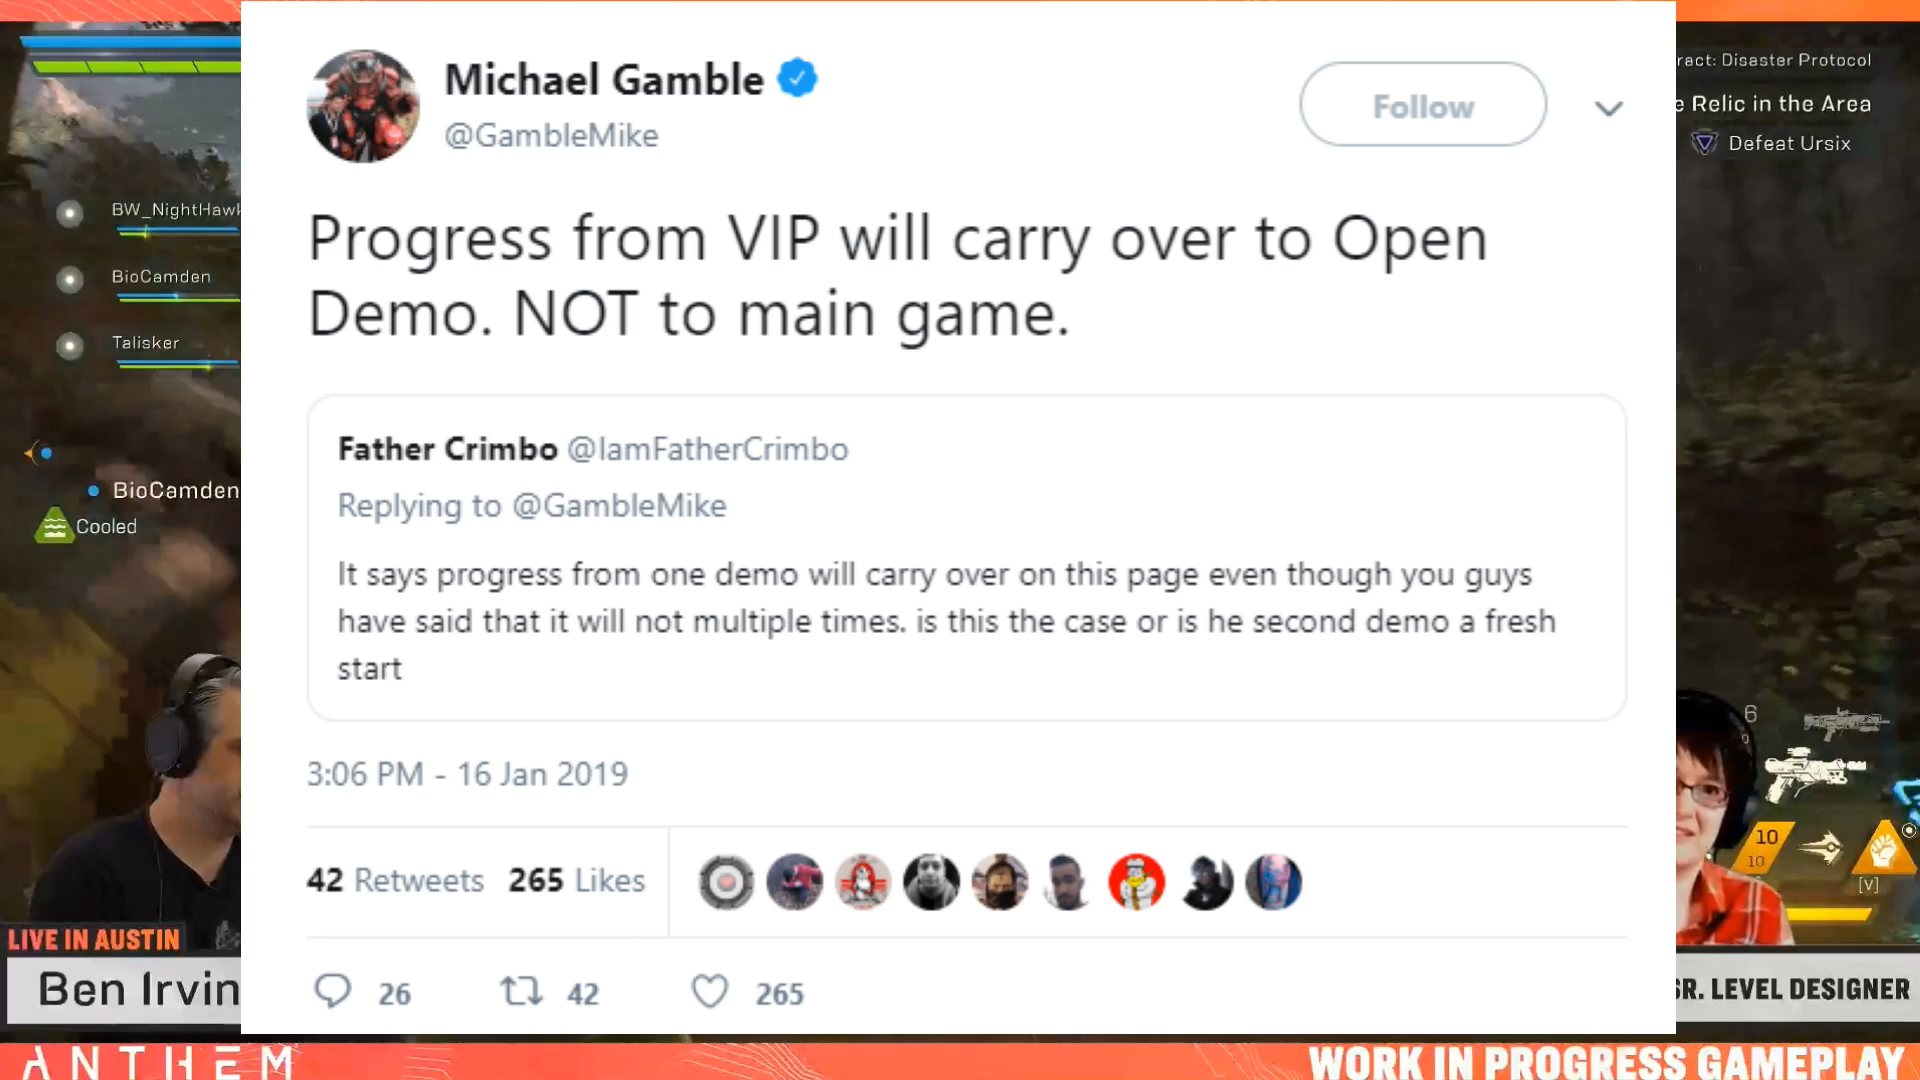 Michael Gamble
@GambleMike
Follow
Progress from VIP will carry over to Open
Demo. NOT to main game.
Father Crimbo @IamFatherCrimbo
Replying to @GambleMike
It says progress from one demo will carry over on this page even though you guys
have said that it will not multiple times. is this the case or is he second demo a fresh
start
3:06 PM - 16 Jan 2019
42 Retweets 265 Likes
26 42 265
BW_NightHawk
BioCamden
Talisker
BioCamden
Cooled
ract: Disaster Protocol
e Relic in the Area
Defeat Ursix
6
0
10
10
[V]
LIVE IN AUSTIN
Ben Irvin
SR. LEVEL DESIGNER
ANTHEM
WORK IN PROGRESS GAMEPLAY